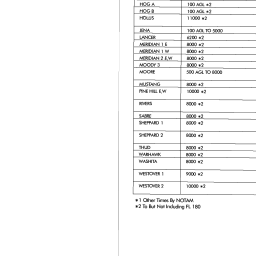 HOG A 100 AGL *2
HOG B 100 AGL *2
HOLLIS 11000 *2
JENA 100 AGL TO 5000
LANCER 6200 *2
MERIDIAN 1 E 8000 *2
MERIDIAN 1 W 8000 *2
MERIDIAN 2 E,W 8000 *2
MOODY 3 8000 *2
MOORE 500 AGL TO 8000
MUSTANG 8000 *2
PINE HILL E,W 10000 *2
RIVERS 8000 *2
SABRE 8000 *2
SHEPPARD 1 8000 *2
SHEPPARD 2 8000 *2
THUD 8000 *2
WARHAWK 8000 *2
WASHITA 8000 *2
WESTOVER 1 9000 *2
WESTOVER 2 10000 *2
*1 Other Times By NOTAM
*2 To But Not Including FL 180